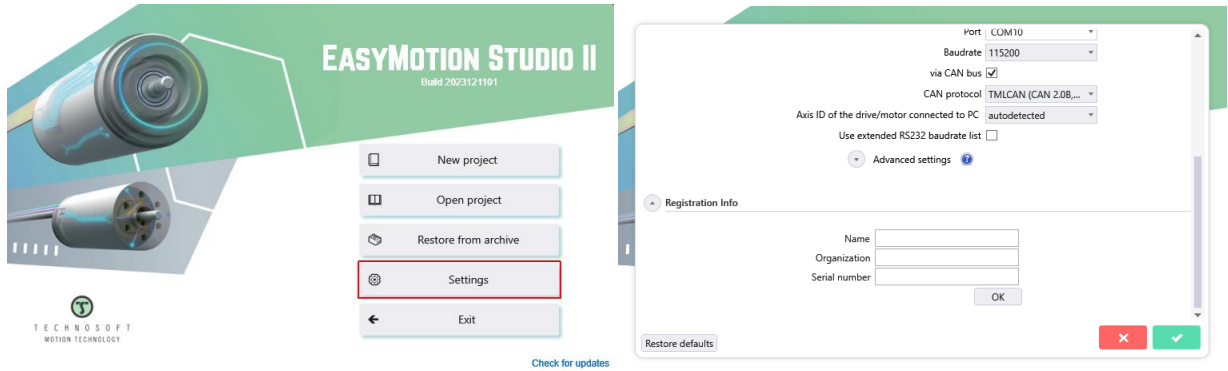 EASYMOTION STUDIO II
Build 2023121101
New project
Open project
Restore from archive
Settings
Exit
TECHNOSOFT
MOTION TECHNOLOGY
Check for updates
Port COM10
Baudrate 115200
via CAN bus
CAN protocol TMLCAN (CAN 2.0B,...
Axis ID of the drive/motor connected to PC autodetected
Use extended RS232 baudrate list
Advanced settings ?
Registration Info
Name
Organization
Serial number
OK
Restore defaults